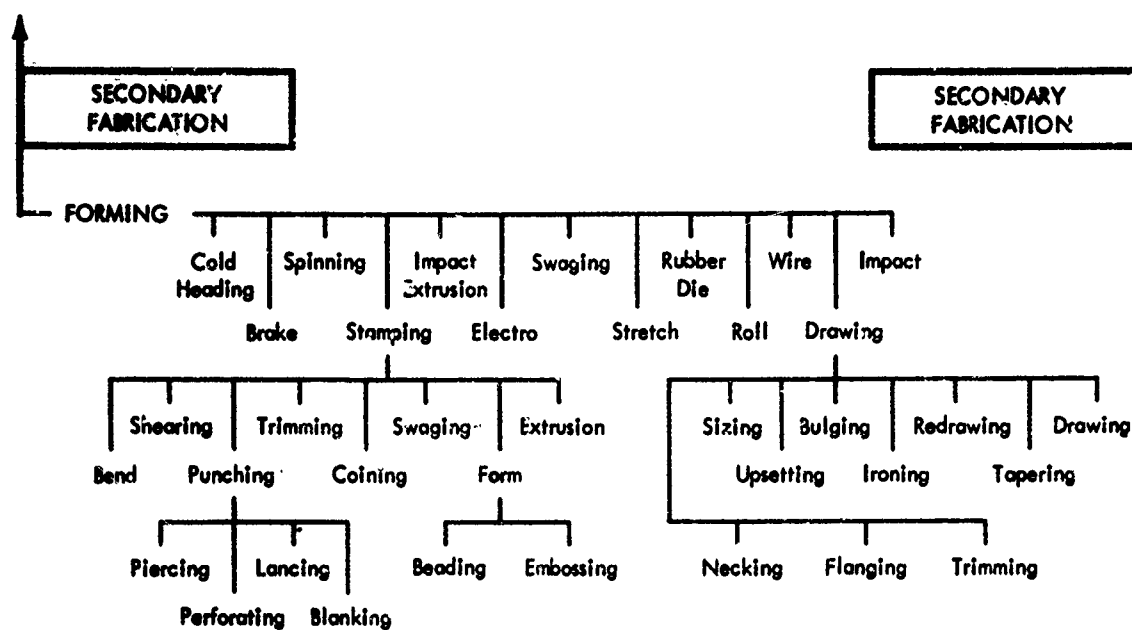 SECONDARY
FABRICATION
SECONDARY
FABRICATION
FORMING
Cold
Heading
Spinning
Impact
Extrusion
Swaging
Rubber
Die
Wire
Impact
Brake
Stamping
Electro
Stretch
Roll
Drawing
Shearing
Trimming
Swaging
Extrusion
Sizing
Bulging
Redrawing
Drawing
Bend
Punching
Coining
Form
Upsetting
Ironing
Tapering
Piercing
Lancing
Beading
Embossing
Necking
Flanging
Trimming
Perforating
Blanking